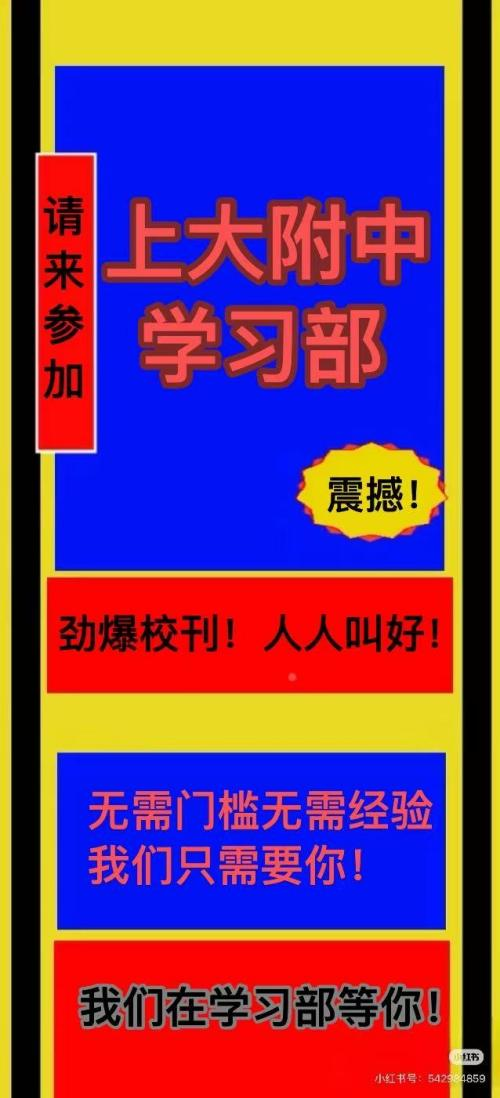 请来参加
上大附中
学习部
震撼！
劲爆校刊！人人叫好！
无需门槛无需经验
我们只需要你！
我们在学习部等你！
小红书
小红书号：542984859